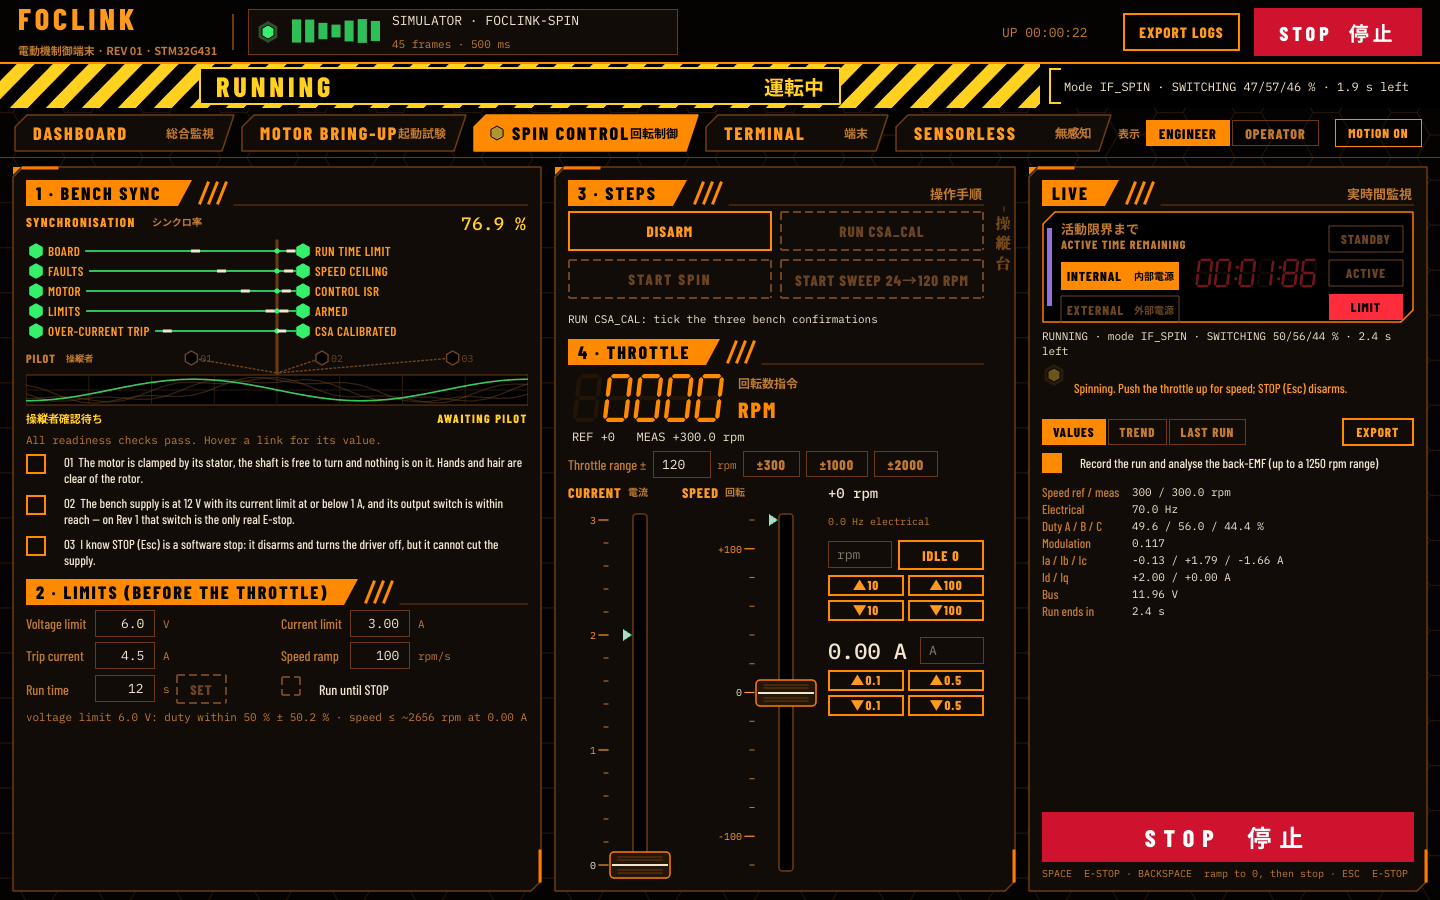 FOCLINK
電動機制御端末・REV 01・STM32G431
SIMULATOR · FOCLINK-SPIN
45 frames · 500 ms
UP 00:00:22
EXPORT LOGS
STOP 停止
RUNNING 運転中
Mode IF_SPIN · SWITCHING 47/57/46 % · 1.9 s left
DASHBOARD 総合監視
MOTOR BRING-UP 起動試験
SPIN CONTROL 回転制御
TERMINAL 端末
SENSORLESS 無感知
表示 ENGINEER OPERATOR
MOTION ON
1 · BENCH SYNC
SYNCHRONISATION シンクロ率 76.9 %
BOARD RUN TIME LIMIT
FAULTS SPEED CEILING
MOTOR CONTROL ISR
LIMITS ARMED
OVER-CURRENT TRIP CSA CALIBRATED
PILOT 操縦者 01 02 03
操縦者確認待ち AWAITING PILOT
All readiness checks pass. Hover a link for its value.
01 The motor is clamped by its stator, the shaft is free to turn and nothing is on it. Hands and hair are
clear of the rotor.
02 The bench supply is at 12 V with its current limit at or below 1 A, and its output switch is within
reach — on Rev 1 that switch is the only real E-stop.
03 I know STOP (Esc) is a software stop: it disarms and turns the driver off, but it cannot cut the
supply.
2 · LIMITS (BEFORE THE THROTTLE)
Voltage limit 6.0 V Current limit 3.00 A
Trip current 4.5 A Speed ramp 100 rpm/s
Run time 12 s SET Run until STOP
voltage limit 6.0 V: duty within 50 % ± 50.2 % · speed ≤ ~2656 rpm at 0.00 A
3 · STEPS 操作手順
操縦台
DISARM RUN CSA_CAL
START SPIN START SWEEP 24→120 RPM
RUN CSA_CAL: tick the three bench confirmations
4 · THROTTLE
0000 回転数指令
RPM
REF +0 MEAS +300.0 rpm
Throttle range ± 120 rpm ±300 ±1000 ±2000
CURRENT 電流 SPEED 回転 +0 rpm
0.0 Hz electrical
3
+100
rpm IDLE 0
▲10 ▲100
▼10 ▼100
2
0.00 A A
0
▲0.1 ▲0.5
▼0.1 ▼0.5
1
-100
0
LIVE 実時間監視
活動限界まで
ACTIVE TIME REMAINING
INTERNAL 内部電源
EXTERNAL 外部電源
00:01:86
STANDBY
ACTIVE
LIMIT
RUNNING · mode IF_SPIN · SWITCHING 50/56/44 % · 2.4 s
left
Spinning. Push the throttle up for speed; STOP (Esc) disarms.
VALUES TREND LAST RUN EXPORT
Record the run and analyse the back-EMF (up to a 1250 rpm range)
Speed ref / meas 300 / 300.0 rpm
Electrical 70.0 Hz
Duty A / B / C 49.6 / 56.0 / 44.4 %
Modulation 0.117
Ia / Ib / Ic -0.13 / +1.79 / -1.66 A
Id / Iq +2.00 / +0.00 A
Bus 11.96 V
Run ends in 2.4 s
STOP 停止
SPACE E-STOP · BACKSPACE ramp to 0, then stop · ESC E-STOP